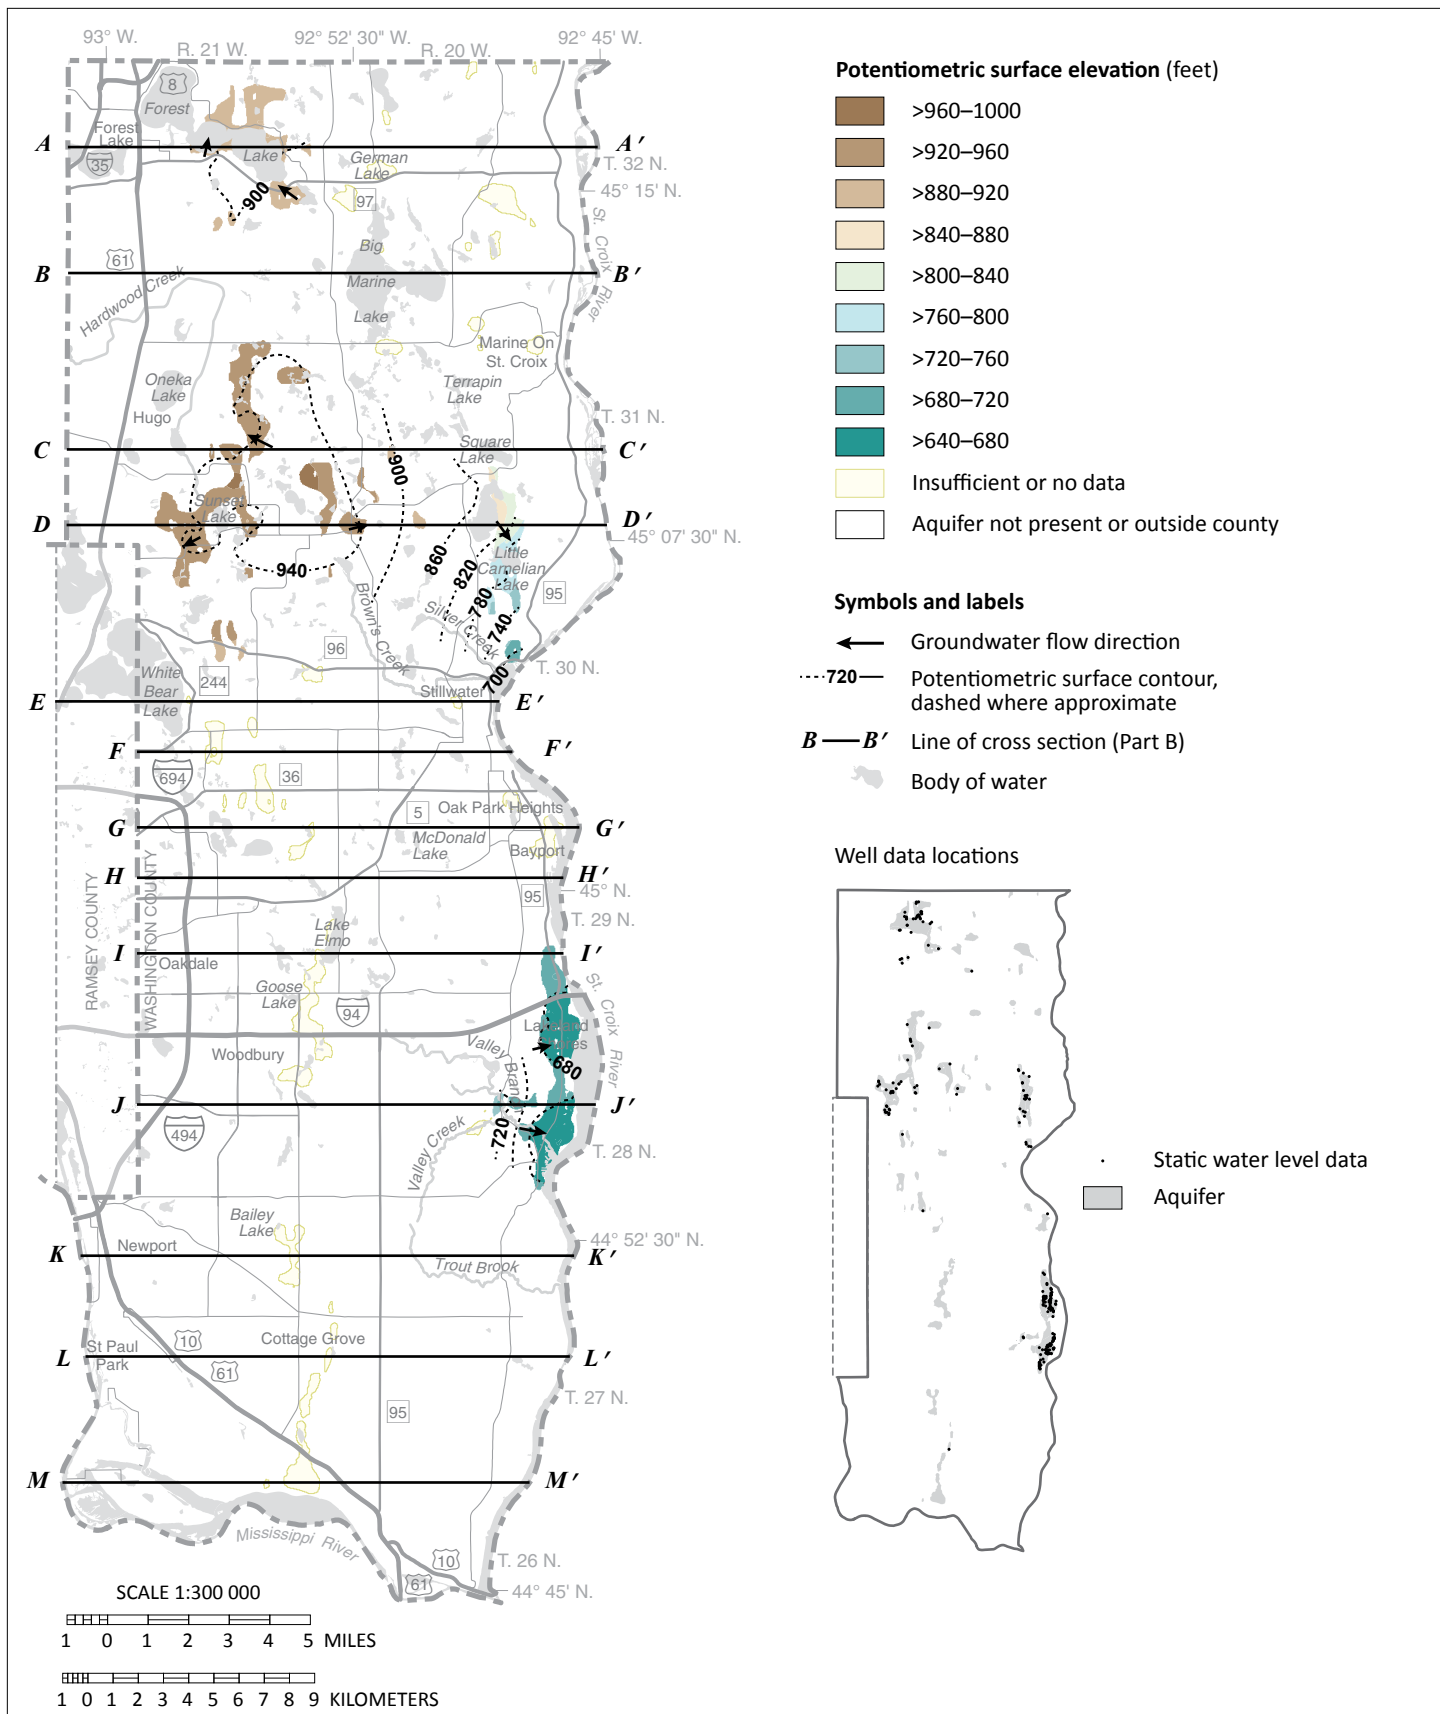 93° W.
R. 21 W.
92° 52' 30" W.
R. 20 W.
92° 45' W.
8
Forest
Forest
Lake
35
A
Lake
German
Lake
A'
T. 32 N.
45° 15' N.
900
97
St. Croix
River
Big
Marine
Lake
61
B
B'
Hardwood Creek
Marine On
St. Croix
Oneka
Lake
Terrapin
Lake
Hugo
T. 31 N.
C
Square
Lake
C'
900
Sunset
Lake
D
D'
45° 07' 30" N.
940
860
820
780
740
700
Little
Carnelian
Lake
95
Brown's Creek
Silver Creek
96
T. 30 N.
White
Bear
Lake
244
Stillwater
E
E'
F
F'
694
36
5
Oak Park Heights
G
G'
McDonald
Lake
Bayport
H
H'
95
45° N.
T. 29 N.
RAMSEY COUNTY
WASHINGTON COUNTY
Lake
Elmo
I
I'
Oakdale
Goose
Lake
94
St. Croix
River
Lakeland
680
Woodbury
Valley
J
J'
494
720
Valley Creek
T. 28 N.
Bailey
Lake
44° 52' 30" N.
K
Newport
K'
Trout Brook
10
Cottage Grove
St Paul
Park
L
L'
61
T. 27 N.
95
M
M'
Mississippi River
10
T. 26 N.
61
44° 45' N.
SCALE 1:300 000
1 0 1 2 3 4 5 MILES
1 0 1 2 3 4 5 6 7 8 9 KILOMETERS
Potentiometric surface elevation (feet)
>960–1000
>920–960
>880–920
>840–880
>800–840
>760–800
>720–760
>680–720
>640–680
Insufficient or no data
Aquifer not present or outside county
Symbols and labels
Groundwater flow direction
720
Potentiometric surface contour,
dashed where approximate
B
B'
Line of cross section (Part B)
Body of water
Well data locations
Static water level data
Aquifer